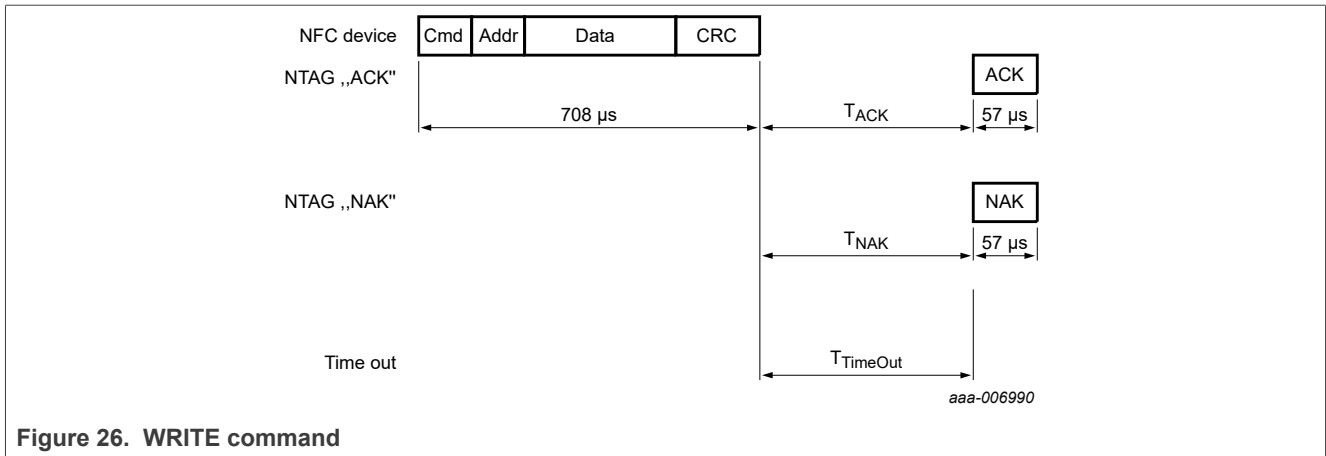 NFC device Cmd Addr Data CRC
NTAG ,,ACK" ACK
708 µs TACK 57 µs
NTAG ,,NAK" NAK
TNAK 57 µs
Time out TTimeOut
aaa-006990
Figure 26. WRITE command